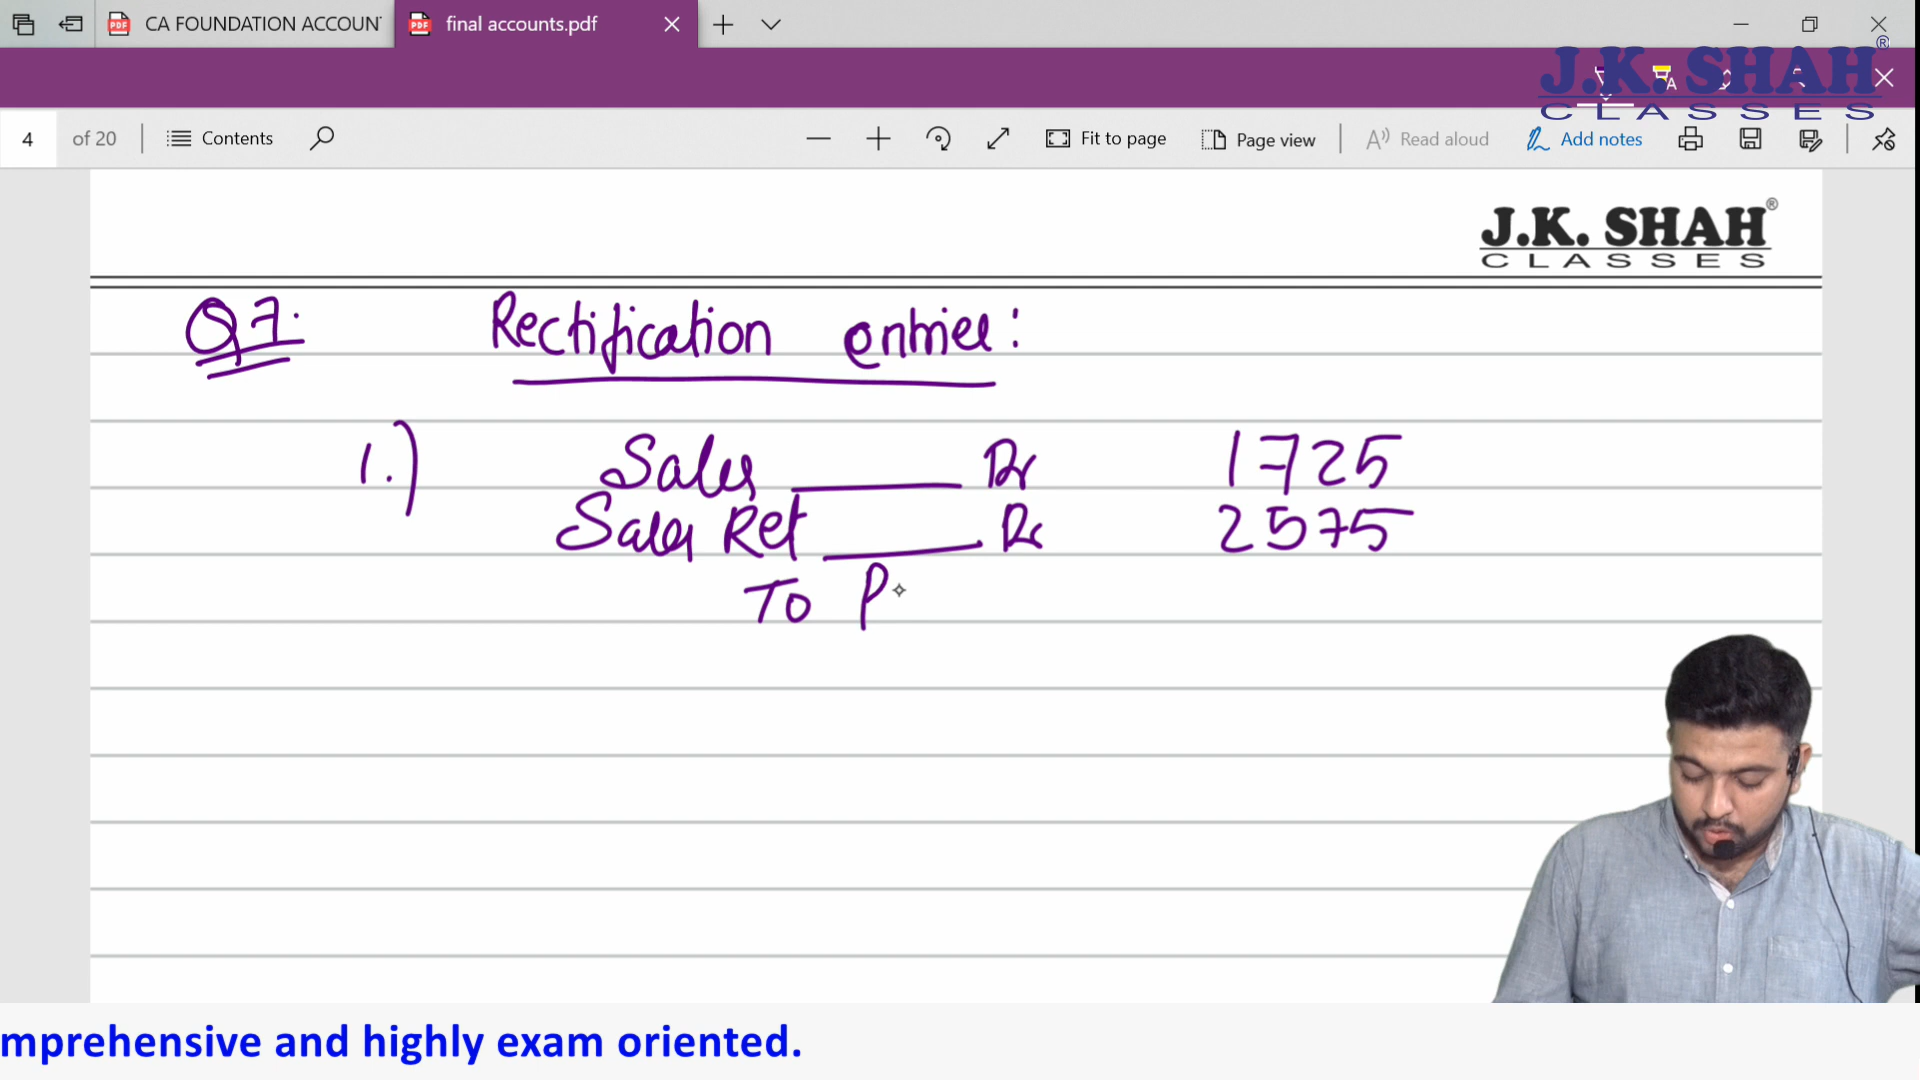 CA FOUNDATION ACCOUN
final accounts.pdf
J.K. SHAH®
CLASSES
4 of 20 Contents Fit to page Page view Read aloud Add notes
J.K. SHAH®
CLASSES
Q 7. Rectification entries:
1.) Sales Dr 1725
Sales Ret Dr 2575
To P
mprehensive and highly exam oriented.